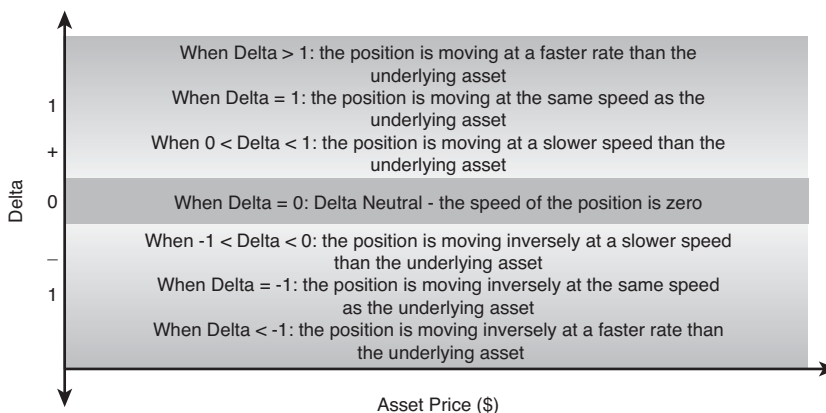 When Delta > 1: the position is moving at a faster rate than the
underlying asset
1
When Delta = 1: the position is moving at the same speed as the
underlying asset
+
When 0 < Delta < 1: the position is moving at a slower speed than the
underlying asset
Delta
0
When Delta = 0: Delta Neutral - the speed of the position is zero
When -1 < Delta < 0: the position is moving inversely at a slower speed
than the underlying asset
–
1
When Delta = -1: the position is moving inversely at the same speed
as the underlying asset
When Delta < -1: the position is moving inversely at a faster rate than
the underlying asset
Asset Price ($)